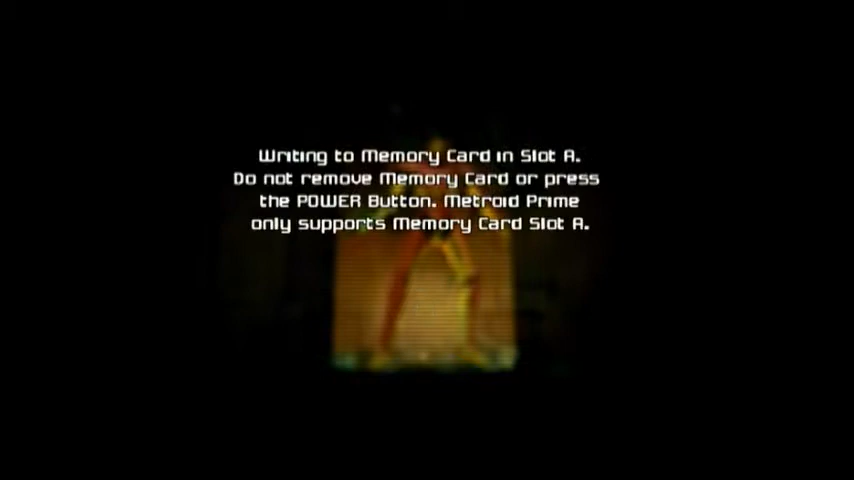 Writing to Memory Card in Slot A.
Do not remove Memory Card or press
the POWER Button. Metroid Prime
only supports Memory Card Slot A.